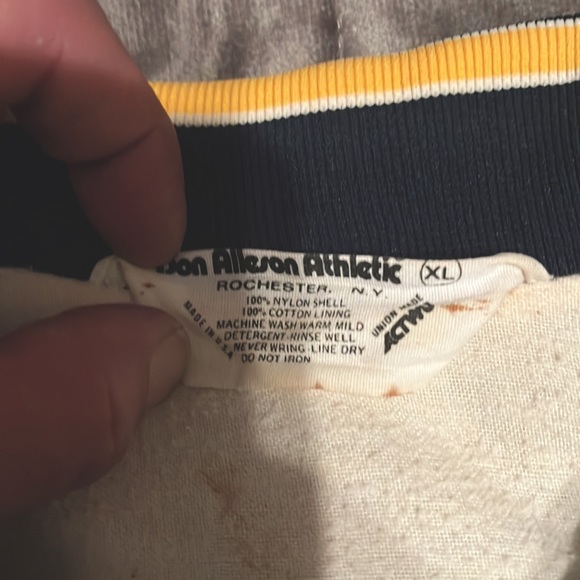 on Alleson Athletic XL
ROCHESTER, N.Y.
100% NYLON SHELL
100% COTTON LINING
MACHINE WASH WARM MILD
DETERGENT-RINSE WELL
NEVER WRING-LINE DRY
DO NOT IRON
MADE IN U.S.A.
UNION MADE
ACTWU